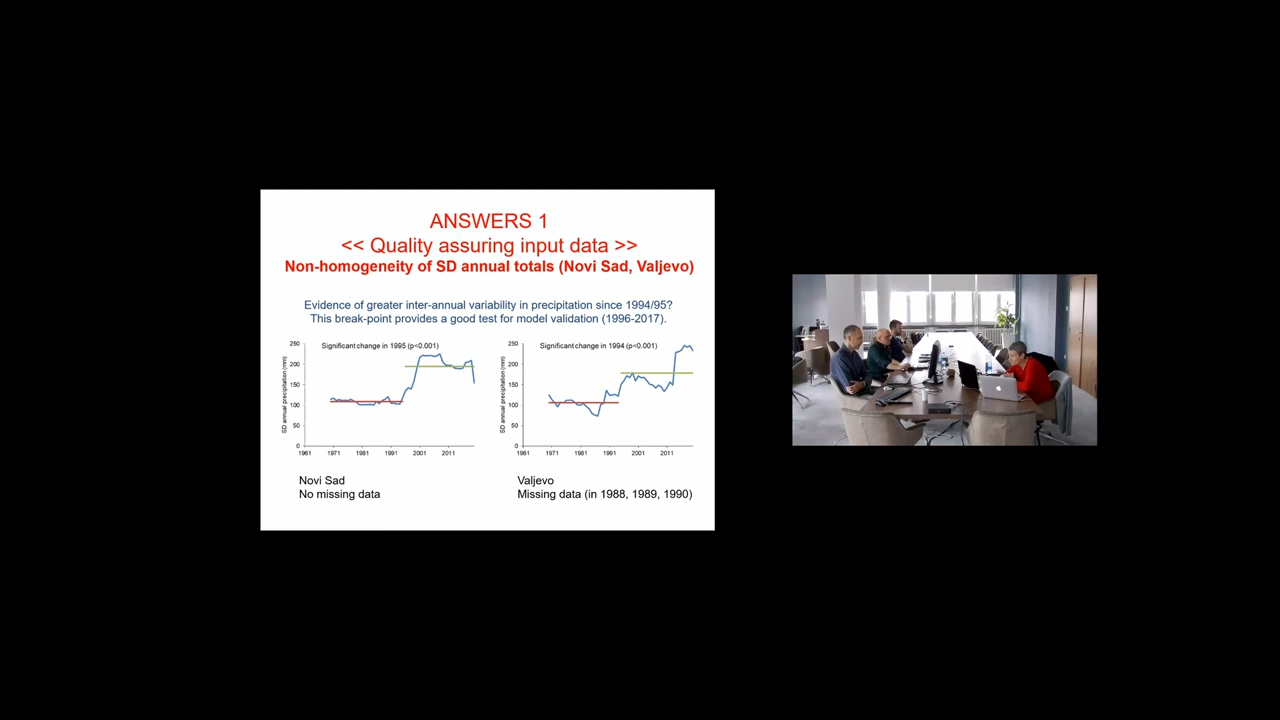 ANSWERS 1
<< Quality assuring input data >>
Non-homogeneity of SD annual totals (Novi Sad, Valjevo)
Evidence of greater inter-annual variability in precipitation since 1994/95?
This break-point provides a good test for model validation (1996-2017).
Significant change in 1995 (p<0.001)
SD annual precipitation (mm)
250
200
150
100
50
0
1961 1971 1981 1991 2001 2011
Significant change in 1994 (p<0.001)
SD annual precipitation (mm)
250
200
150
100
50
0
1961 1971 1981 1991 2001 2011
Novi Sad
No missing data
Valjevo
Missing data (in 1988, 1989, 1990)